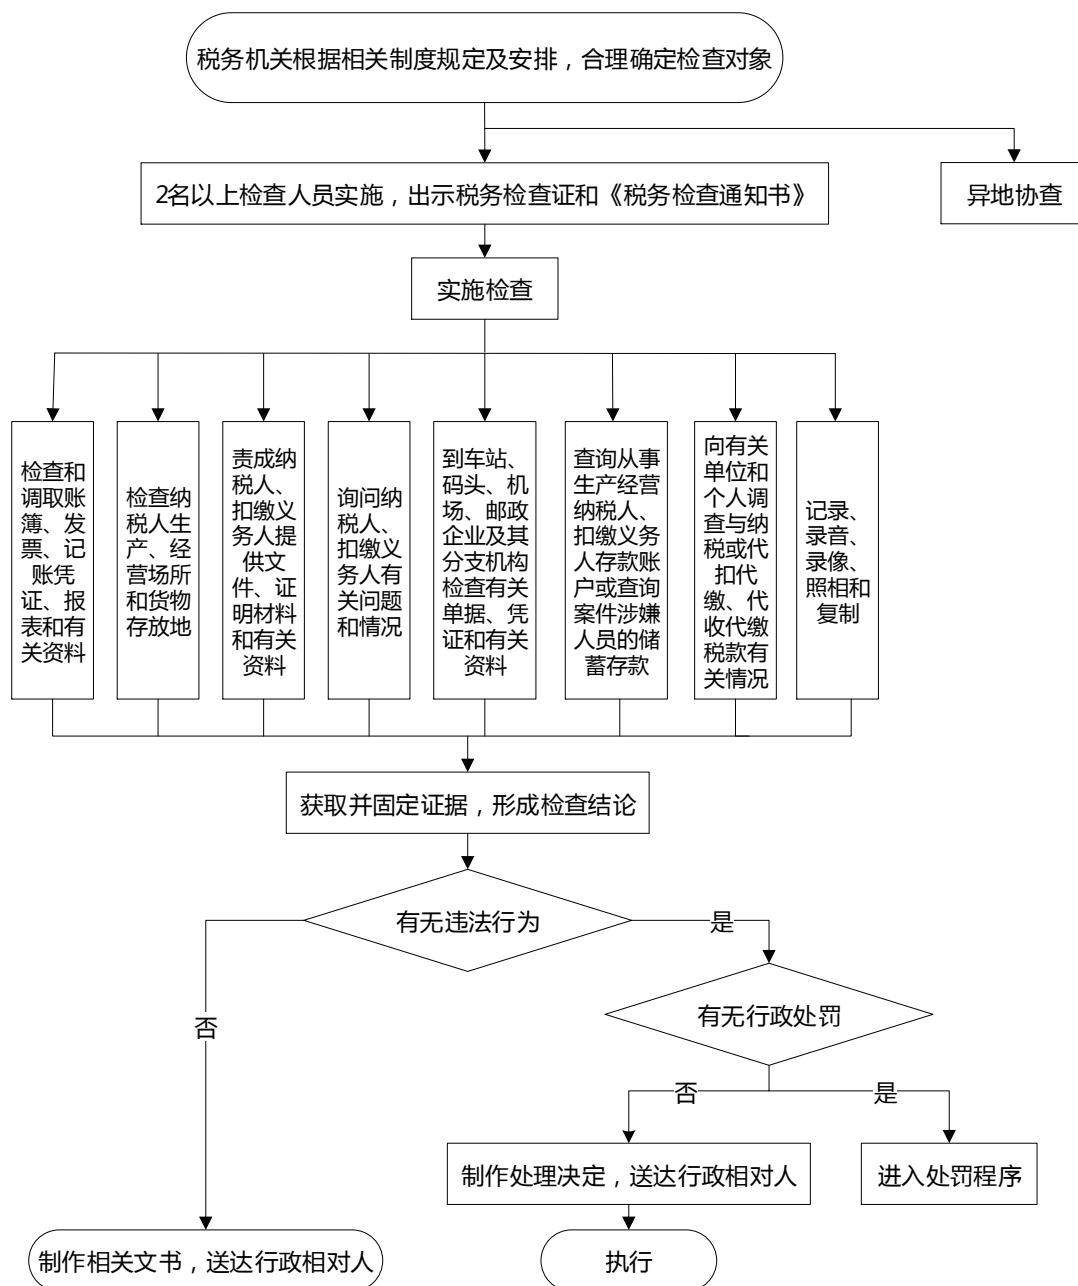 税务机关根据相关制度规定及安排，合理确定检查对象
2名以上检查人员实施，出示税务检查证和《税务检查通知书》
异地协查
实施检查
检查和
调取账
簿、发
票、记
账凭
证、报
表和有
关资料
检查纳
税人生
产、经
营场所
和货物
存放地
责成纳
税人、
扣缴义
务人提
供文
件、证
明材料
和有关
资料
询问纳
税人、
扣缴义
务人有
关问题
和情况
到车站、
码头、机
场、邮政
企业及其
分支机构
检查有关
单据、凭
证和有关
资料
查询从事
生产经营
纳税人、
扣缴义务
人存款账
户或查询
案件涉嫌
人员的储
蓄存款
向有关
单位和
个人调
查与纳
税或代
扣代
缴、代
收代缴
税款有
关情况
记录、
录音、
录像、
照相和
复制
获取并固定证据，形成检查结论
有无违法行为
是
有无行政处罚
否
否
是
制作处理决定，送达行政相对人
进入处罚程序
制作相关文书，送达行政相对人
执行